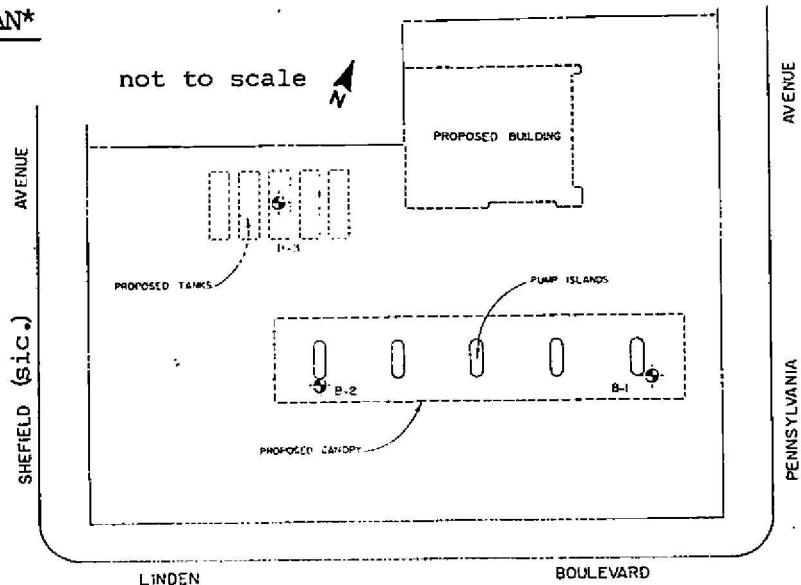 AN*
not to scale
N
AVENUE
AVENUE
PROPOSED BUILDING
PROPOSED TANKS
PUMP ISLANDS
B-2
B-1
PROPOSED CANOPY
SHEFIELD (sic.)
PENNSYLVANIA
LINDEN
BOULEVARD